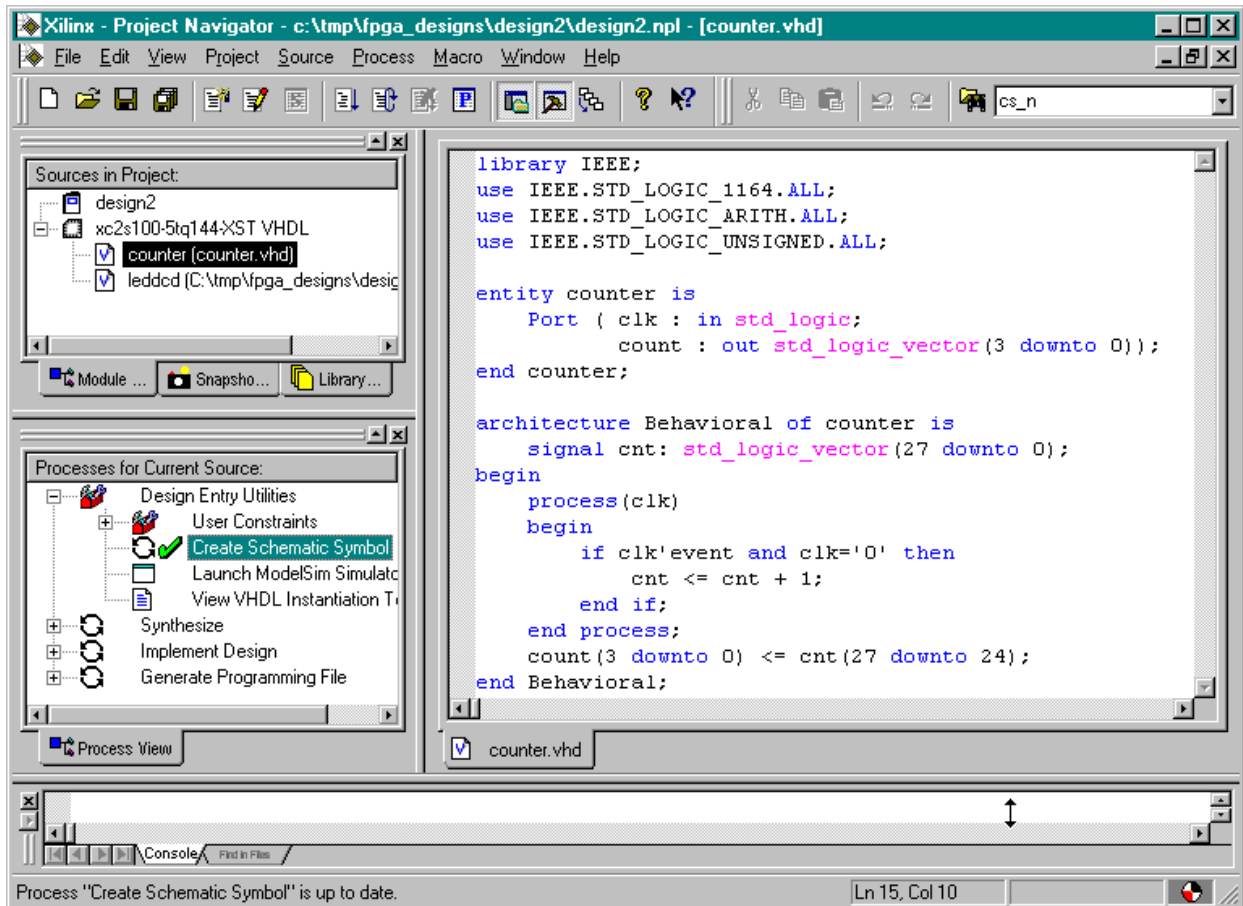 Xilinx - Project Navigator - c:\tmp\fpga_designs\design2\design2.npl - [counter.vhd]
File Edit View Project Source Process Macro Window Help
cs_n
Sources in Project:
design2
xc2s100-5tq144-XST VHDL
counter (counter.vhd)
leddcd (C:\tmp\fpga_designs\desig
Module ... Snapsho... Library...
Processes for Current Source:
Design Entry Utilities
User Constraints
Create Schematic Symbol
Launch ModelSim Simulato
View VHDL Instantiation T
Synthesize
Implement Design
Generate Programming File
Process View
library IEEE;
use IEEE.STD_LOGIC_1164.ALL;
use IEEE.STD_LOGIC_ARITH.ALL;
use IEEE.STD_LOGIC_UNSIGNED.ALL;
entity counter is
Port ( clk : in std_logic;
count : out std_logic_vector(3 downto 0));
end counter;
architecture Behavioral of counter is
signal cnt: std_logic_vector(27 downto 0);
begin
process(clk)
begin
if clk'event and clk='0' then
cnt <= cnt + 1;
end if;
end process;
count(3 downto 0) <= cnt(27 downto 24);
end Behavioral;
counter.vhd
Console Find in Files
Process "Create Schematic Symbol" is up to date.
Ln 15, Col 10